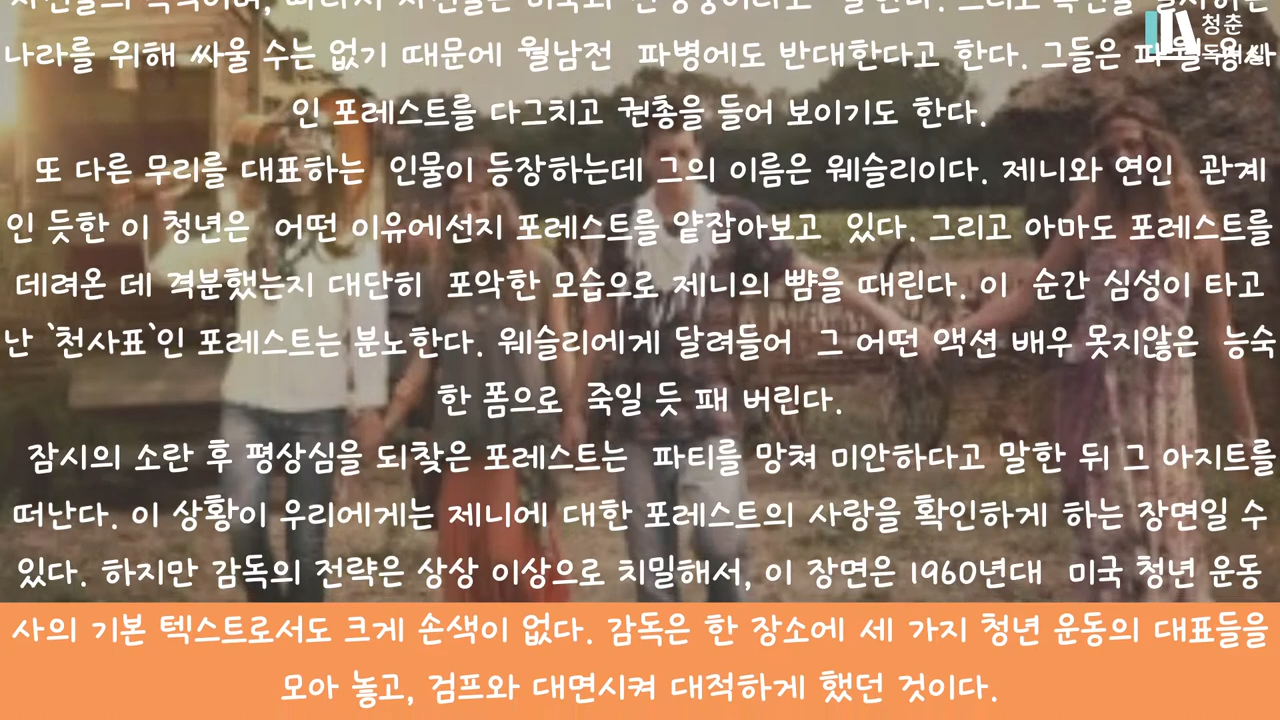 나라를 위해 싸울 수는 없기 때문에 월남전 파병에도 반대한다고 한다. 그들은
인 포레스트를 다그치고 권총을 들어 보이기도 한다.
또 다른 무리를 대표하는 인물이 등장하는데 그의 이름은 웨슬리이다. 제니와 연인 관계
인 듯한 이 청년은 어떤 이유에선지 포레스트를 얕잡아보고 있다. 그리고 아마도 포레스트를
데려온 데 격분했는지 대단히 포악한 모습으로 제니의 뺨을 때린다. 이 순간 심성이 타고
난 '천사표'인 포레스트는 분노한다. 웨슬리에게 달려들어 그 어떤 액션 배우 못지않은 능숙
한 폼으로 죽일 듯 패 버린다.
잠시의 소란 후 평상심을 되찾은 포레스트는 파티를 망쳐 미안하다고 말한 뒤 그 아지트를
떠난다. 이 상황이 우리에게는 제니에 대한 포레스트의 사랑을 확인하게 하는 장면일 수
있다. 하지만 감독의 전략은 상상 이상으로 치밀해서, 이 장면은 1960년대 미국 청년 운동
사의 기본 텍스트로서도 크게 손색이 없다. 감독은 한 장소에 세 가지 청년 운동의 대표들을
모아 놓고, 검프와 대면시켜 대적하게 했던 것이다.
청춘